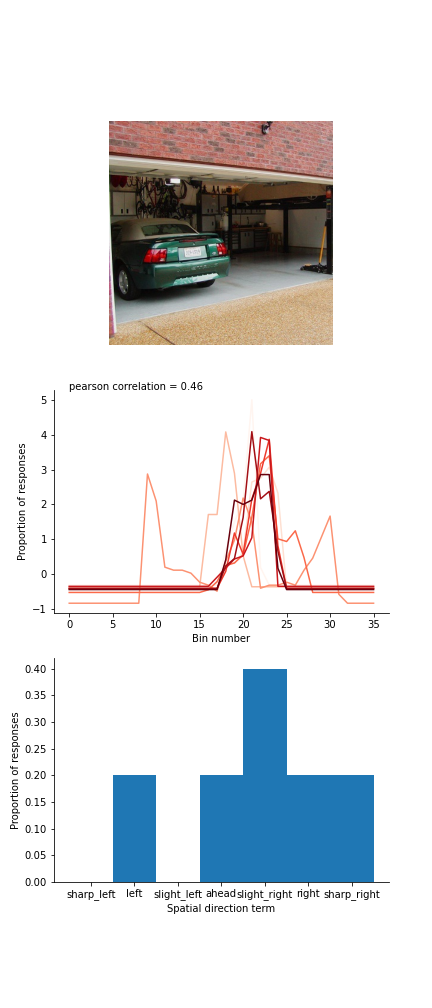 pearson correlation = 0.46
Proportion of responses
5
4
3
2
1
0
−1
0 5 10 15 20 25 30 35
Bin number
Proportion of responses
0.40
0.35
0.30
0.25
0.20
0.15
0.10
0.05
0.00
sharp_left left slight_left ahead slight_right right sharp_right
Spatial direction term